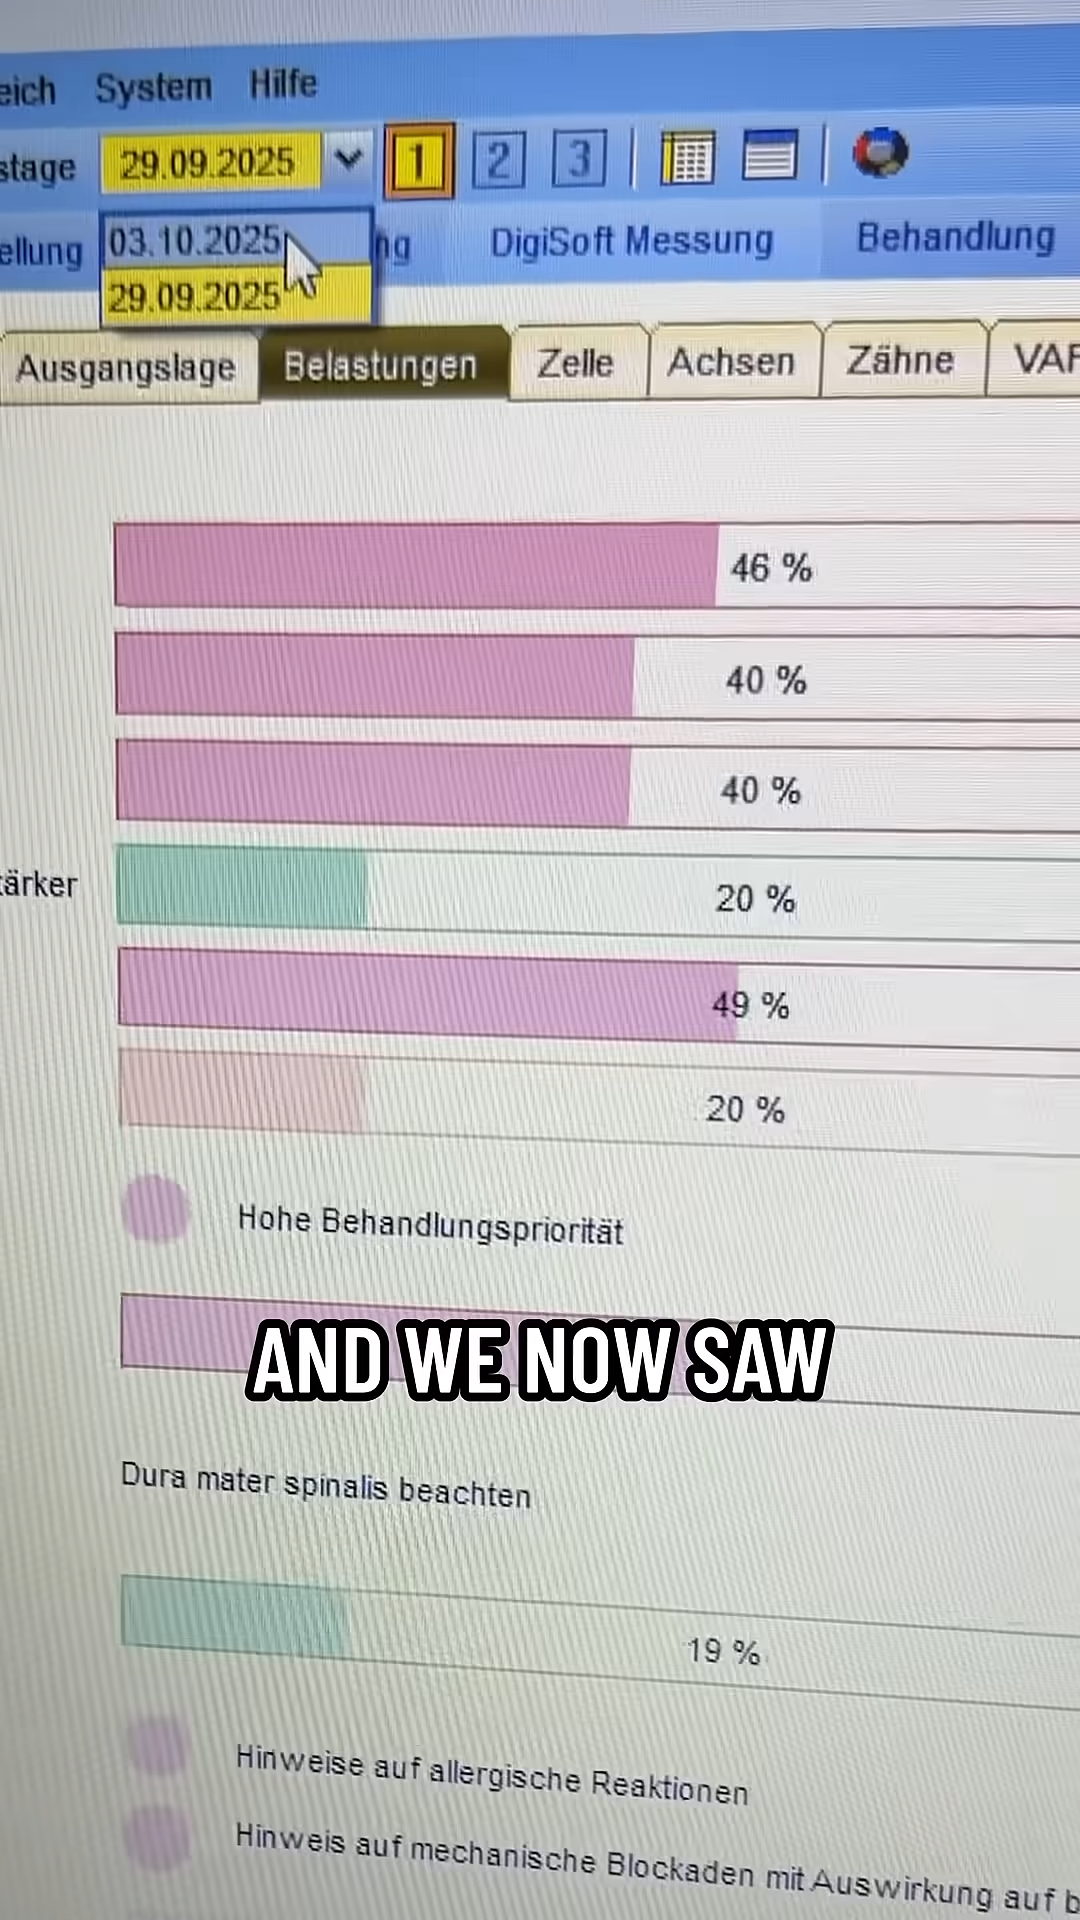 eich System Hilfe
stage 29.09.2025 1 2 3
ellung 03.10.2025 ng DigiSoft Messung Behandlung
29.09.2025
Ausgangslage Belastungen Zelle Achsen Zähne VAF
46 %
40 %
40 %
tärker 20 %
49 %
20 %
Hohe Behandlungspriorität
AND WE NOW SAW
Dura mater spinalis beachten
19 %
Hinweise auf allergische Reaktionen
Hinweis auf mechanische Blockaden mit Auswirkung auf b